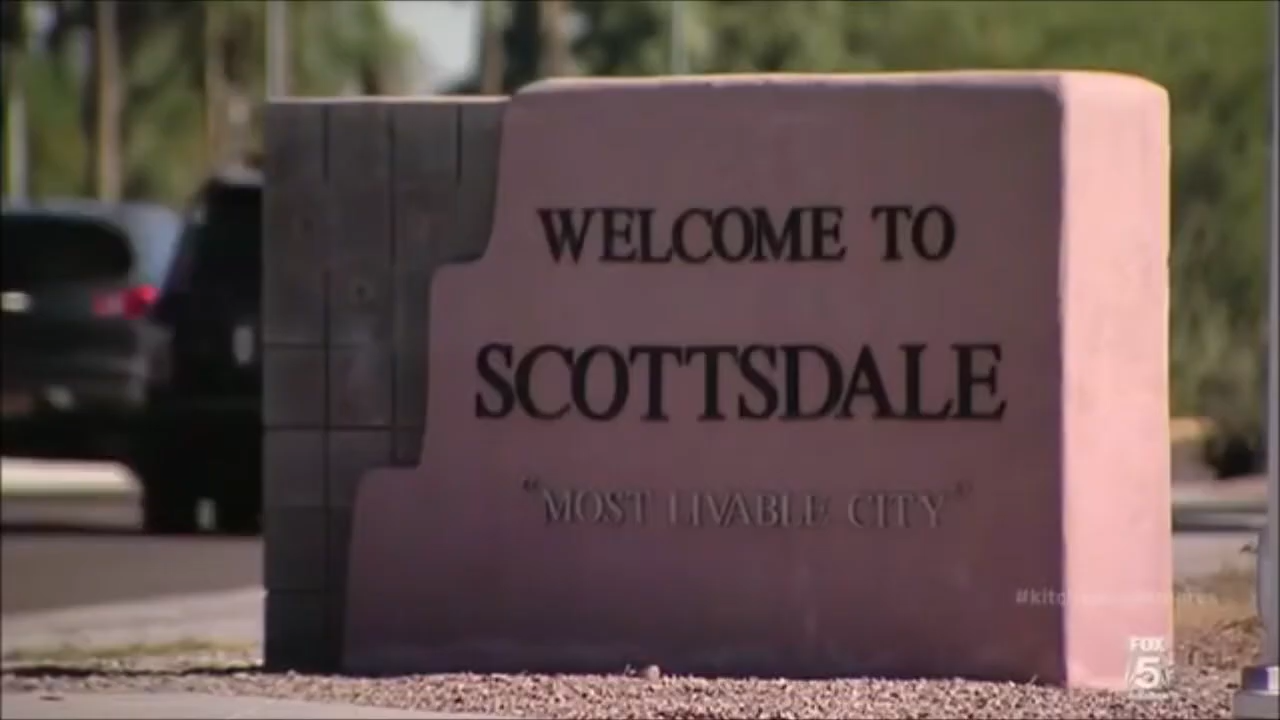 WELCOME TO
SCOTTSDALE
"MOST LIVABLE CITY"
FOX
5